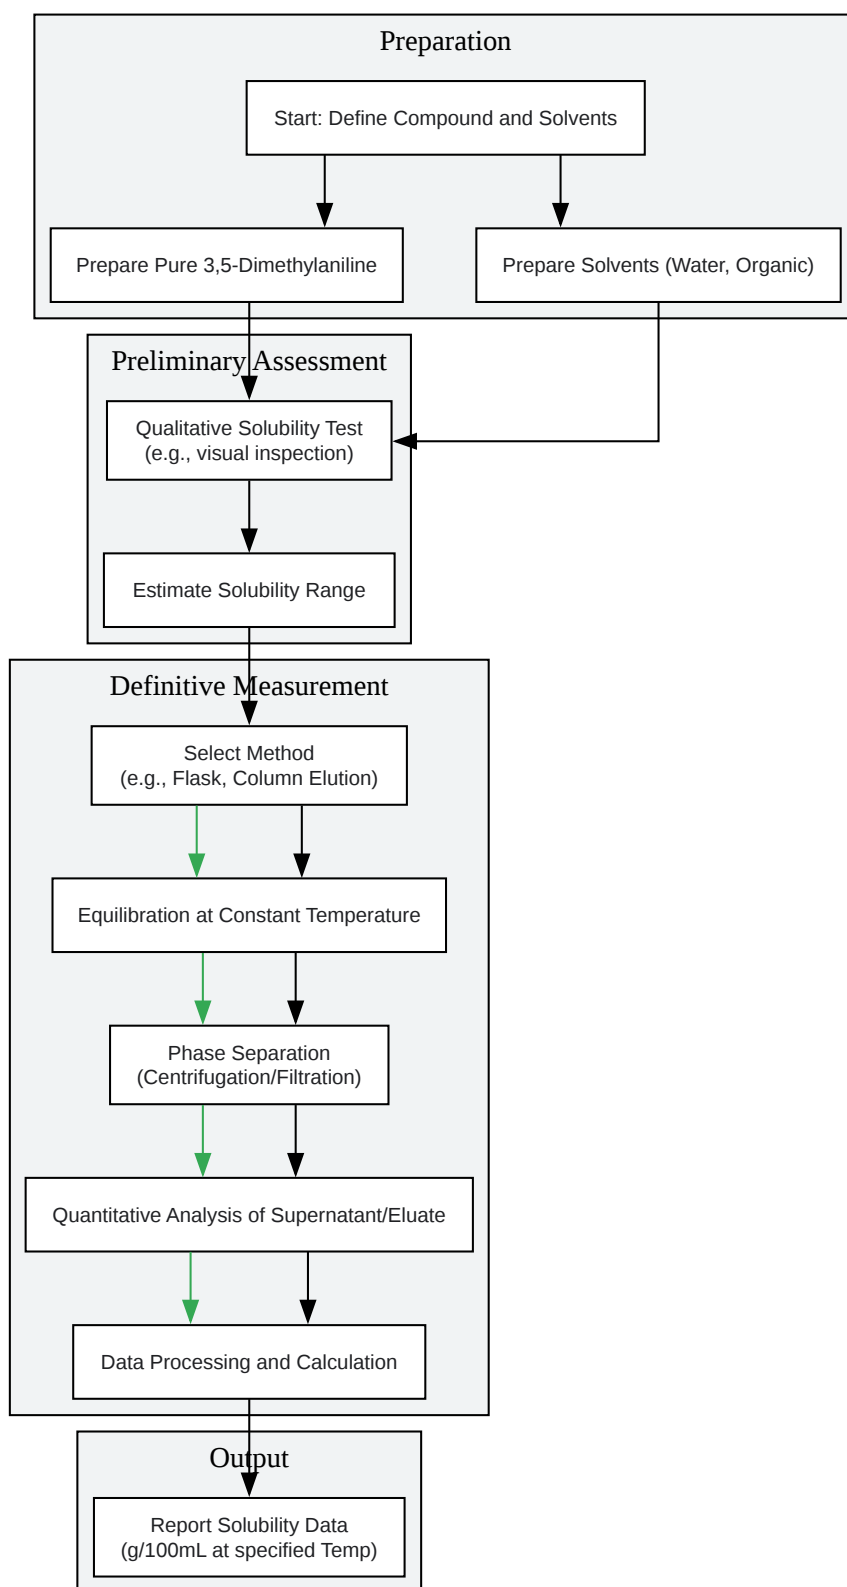 Preparation
Start: Define Compound and Solvents
Prepare Pure 3,5-Dimethylaniline
Prepare Solvents (Water, Organic)
Preliminary Assessment
Qualitative Solubility Test
(e.g., visual inspection)
Estimate Solubility Range
Definitive Measurement
Select Method
(e.g., Flask, Column Elution)
Equilibration at Constant Temperature
Phase Separation
(Centrifugation/Filtration)
Quantitative Analysis of Supernatant/Eluate
Data Processing and Calculation
Output
Report Solubility Data
(g/100mL at specified Temp)